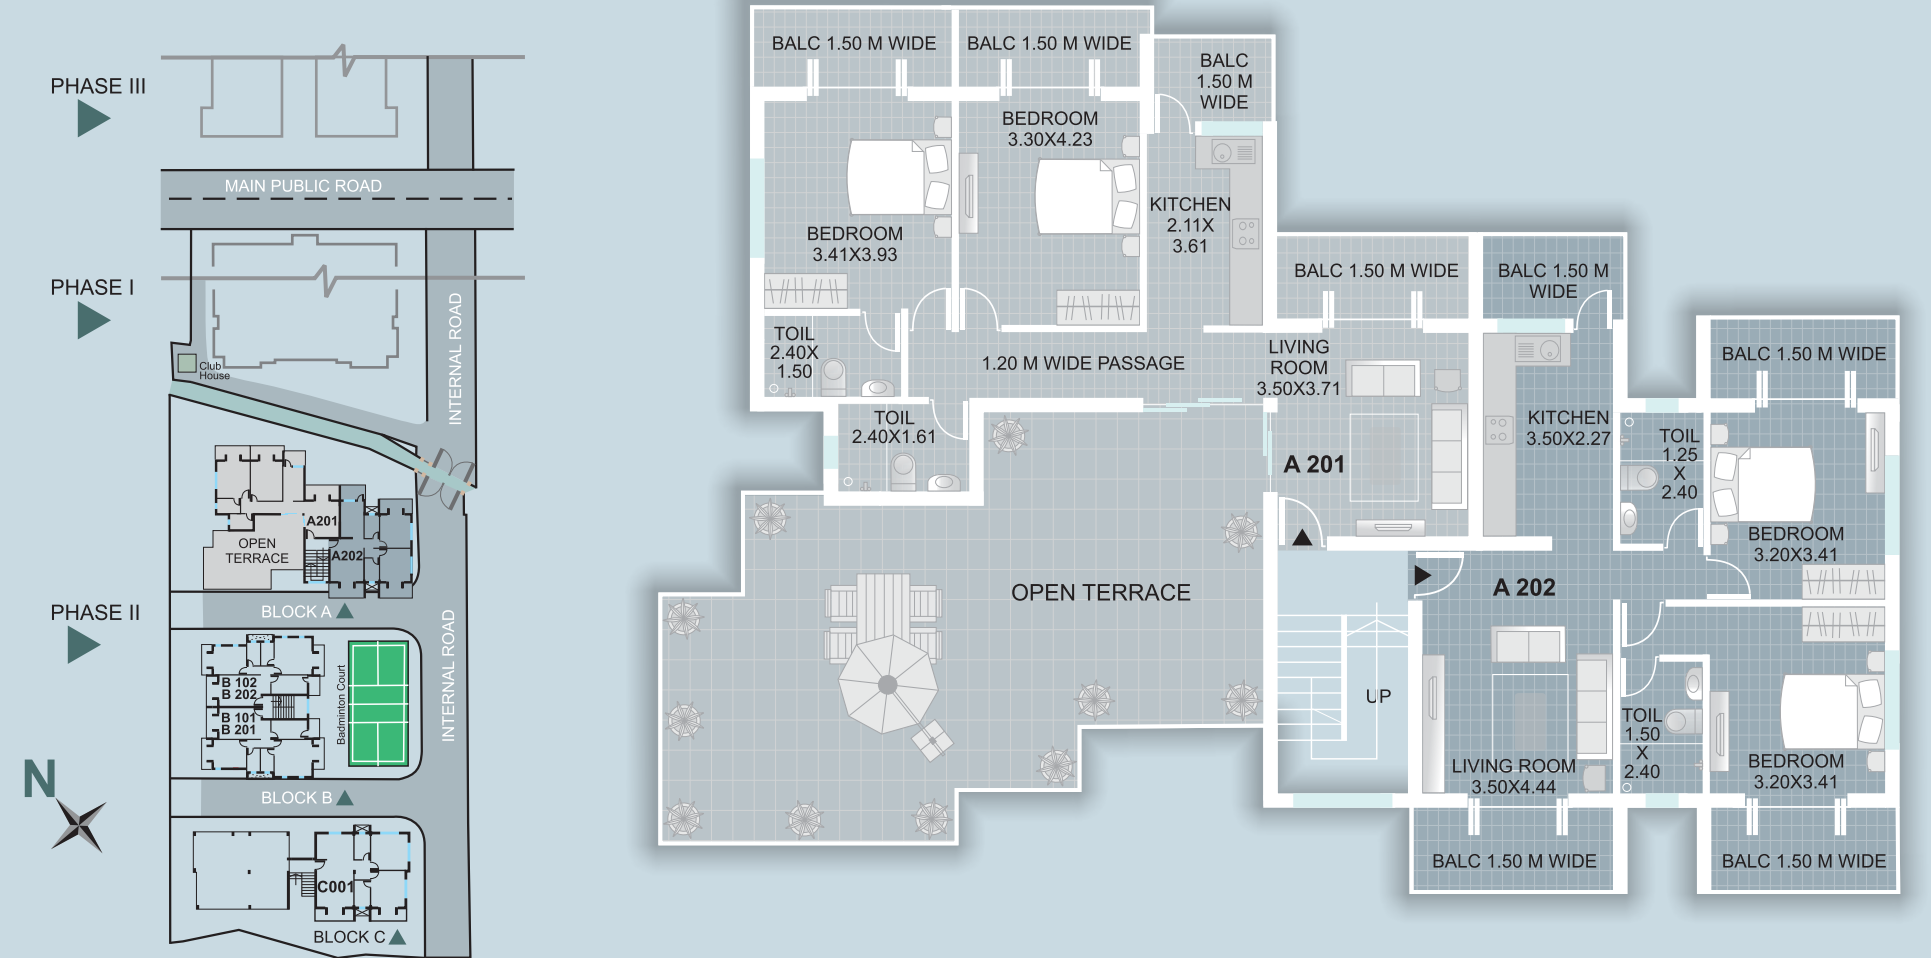 PHASE III
MAIN PUBLIC ROAD
PHASE I
INTERNAL ROAD
Club
House
A201
OPEN
TERRACE
A202
PHASE II
BLOCK A
INTERNAL ROAD
B 102
B 202
B 101
B 201
Badminton Court
N
BLOCK B
C001
BLOCK C
BALC 1.50 M WIDE
BALC 1.50 M WIDE
BALC
1.50 M
WIDE
BEDROOM
3.30X4.23
KITCHEN
2.11X
3.61
BEDROOM
3.41X3.93
BALC 1.50 M WIDE
BALC 1.50 M
WIDE
TOIL
2.40X
1.50
1.20 M WIDE PASSAGE
LIVING
ROOM
3.50X3.71
BALC 1.50 M WIDE
TOIL
2.40X1.61
KITCHEN
3.50X2.27
TOIL
1.25
X
2.40
A 201
BEDROOM
3.20X3.41
OPEN TERRACE
A 202
UP
TOIL
1.50
X
2.40
LIVING ROOM
3.50X4.44
BEDROOM
3.20X3.41
BALC 1.50 M WIDE
BALC 1.50 M WIDE